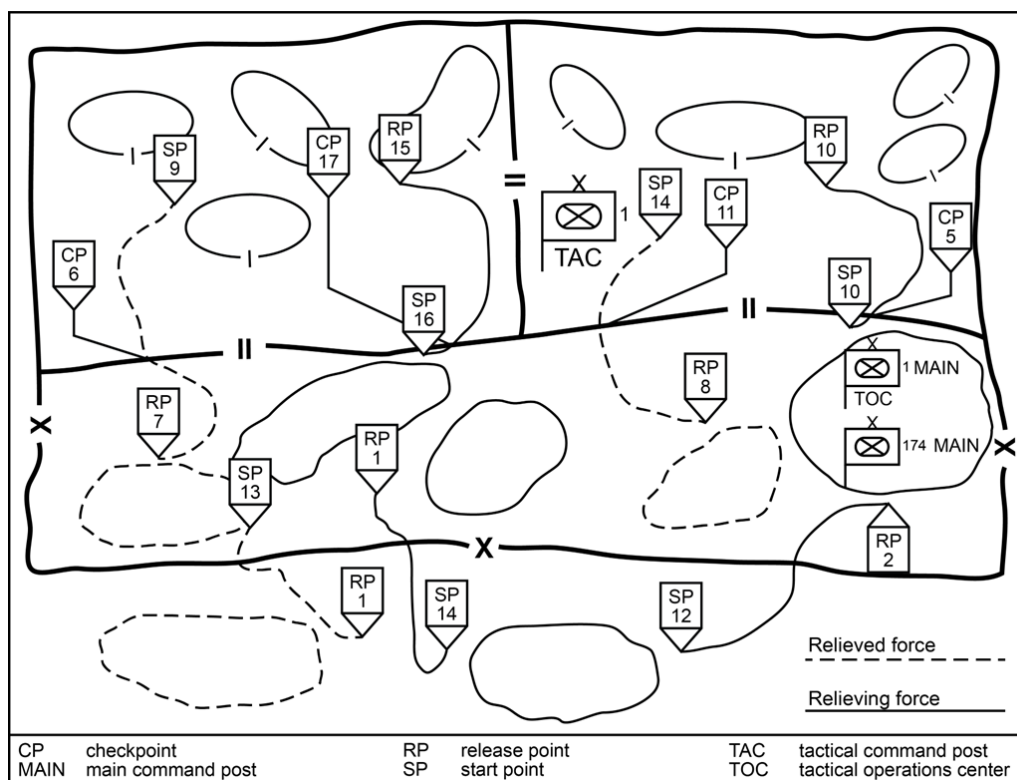 SP
9
CP
17
RP
15
RP
10
X
1
TAC
SP
14
CP
11
CP
5
CP
6
SP
16
SP
10
II
II
II
X
1 MAIN
TOC
X
174 MAIN
RP
7
RP
8
RP
1
SP
13
X
X
X
RP
2
RP
1
SP
14
SP
12
Relieved force
Relieving force
CP checkpoint RP release point TAC tactical command post
MAIN main command post SP start point TOC tactical operations center